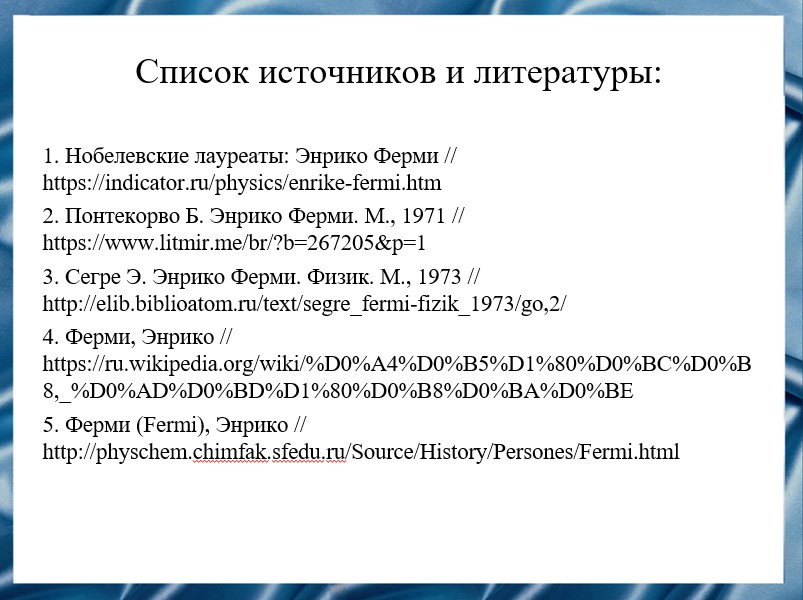 Список источников и литературы:
1. Нобелевские лауреаты: Энрико Ферми //
https://indicator.ru/physics/enrike-fermi.htm
2. Понтекорво Б. Энрико Ферми. М., 1971 //
https://www.litmir.me/br/?b=267205&p=1
3. Сегре Э. Энрико Ферми. Физик. М., 1973 //
http://elib.biblioatom.ru/text/segre_fermi-fizik_1973/go,2/
4. Ферми, Энрико //
https://ru.wikipedia.org/wiki/%D0%A4%D0%B5%D1%80%D0%BC%D0%B
8,_%D0%AD%D0%BD%D1%80%D0%B8%D0%BA%D0%BE
5. Ферми (Fermi), Энрико //
http://physchem.chimfak.sfedu.ru/Source/History/Persones/Fermi.html